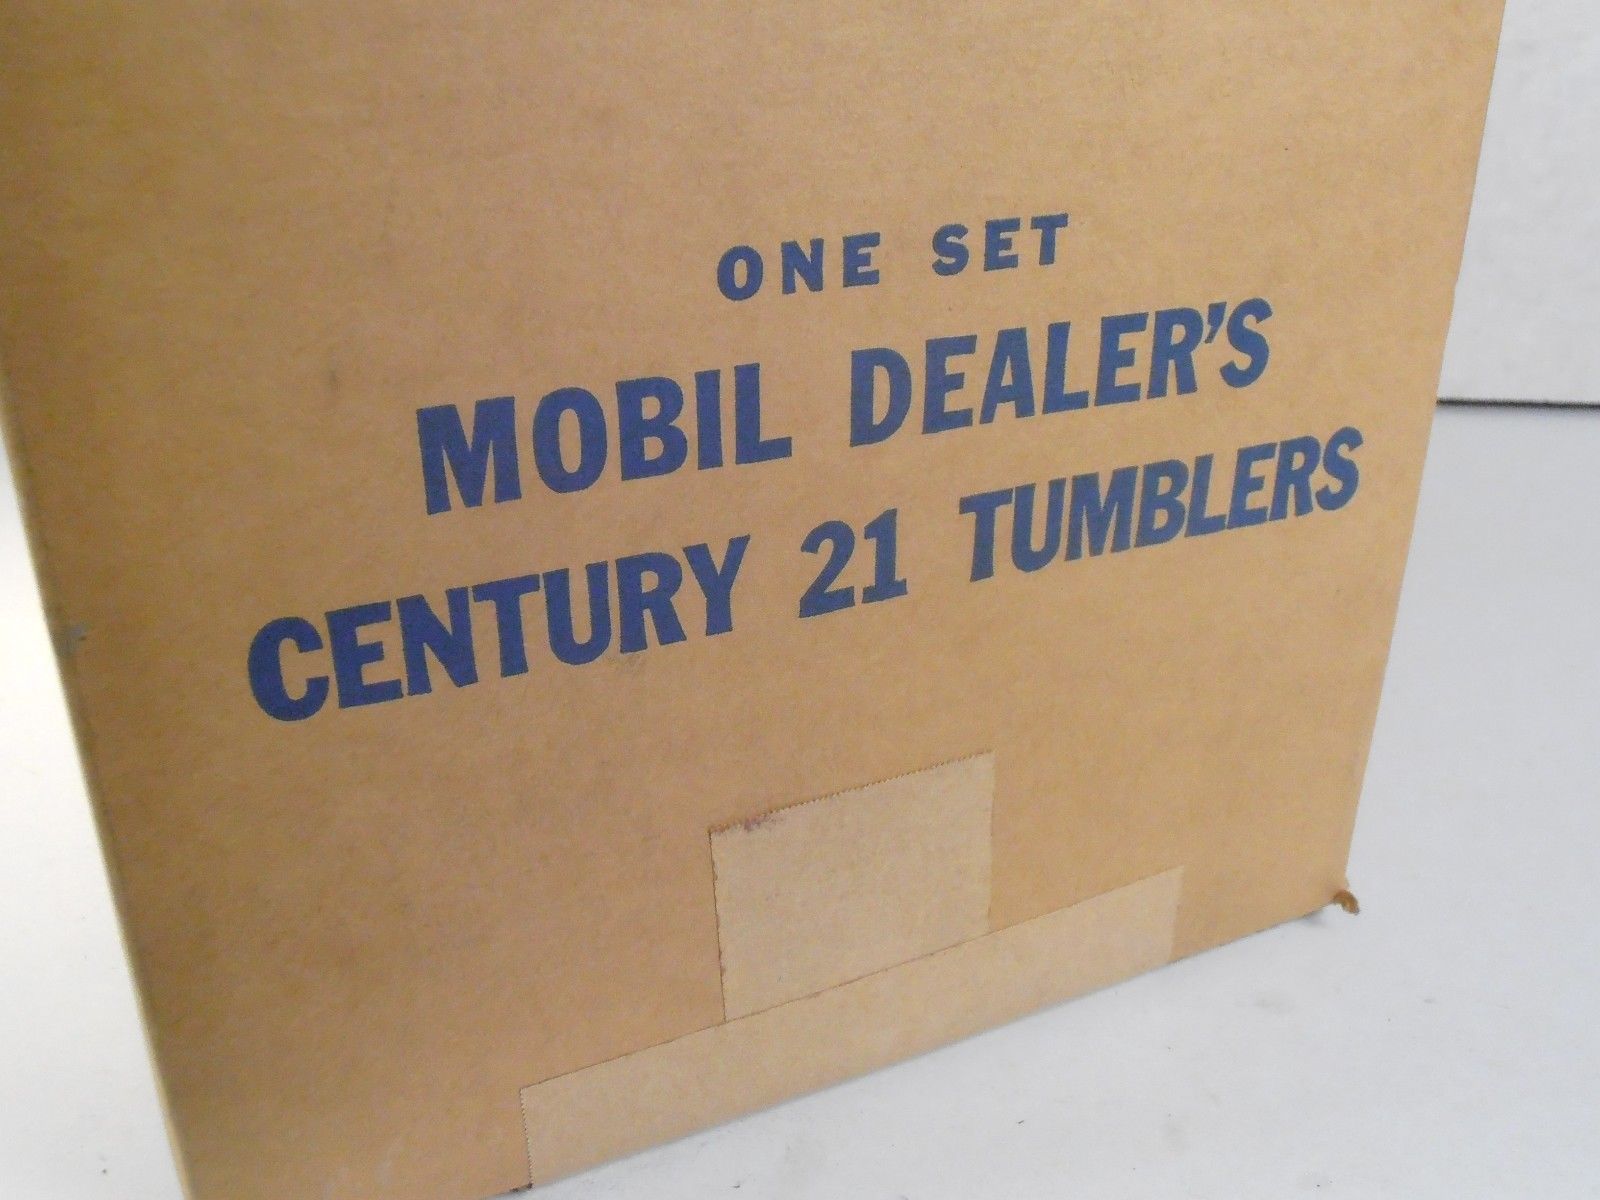 ONE SET
MOBIL DEALER'S
CENTURY 21 TUMBLERS